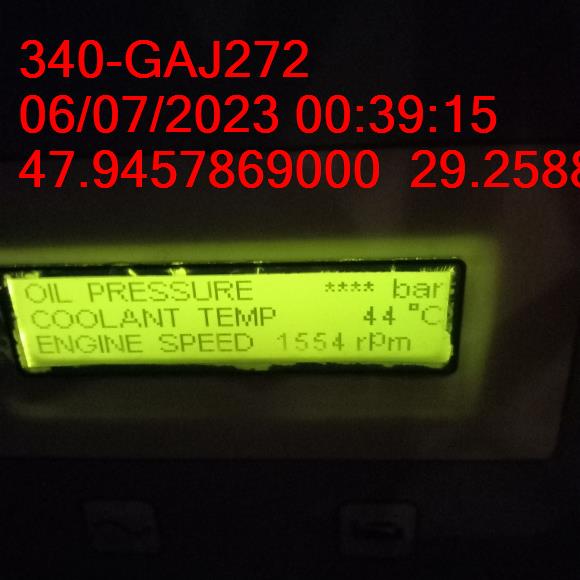 340-GAJ272
06/07/2023 00:39:15
47.9457869000 29.2588
OIL PRESSURE **** bar
COOLANT TEMP 44 °C
ENGINE SPEED 1554 rpm